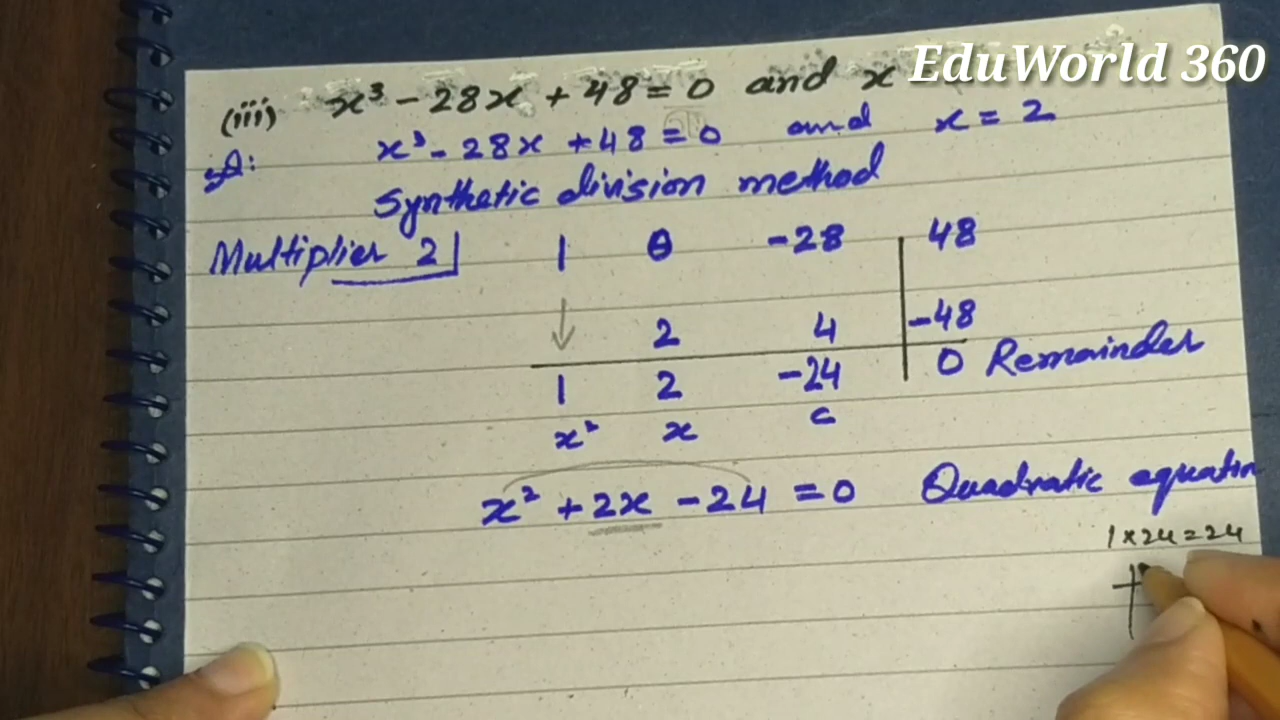 EduWorld 360
(iii) x³ - 28x + 48 = 0 and x
Sol: x³ - 28x + 48 = 0 and x = 2
Synthetic division method
Multiplier 2 1 0 -28 48
2 4 -48
1 2 -24 0 Remainder
x² x c
x² + 2x - 24 = 0 Quadratic equation
1 x 24 = 24